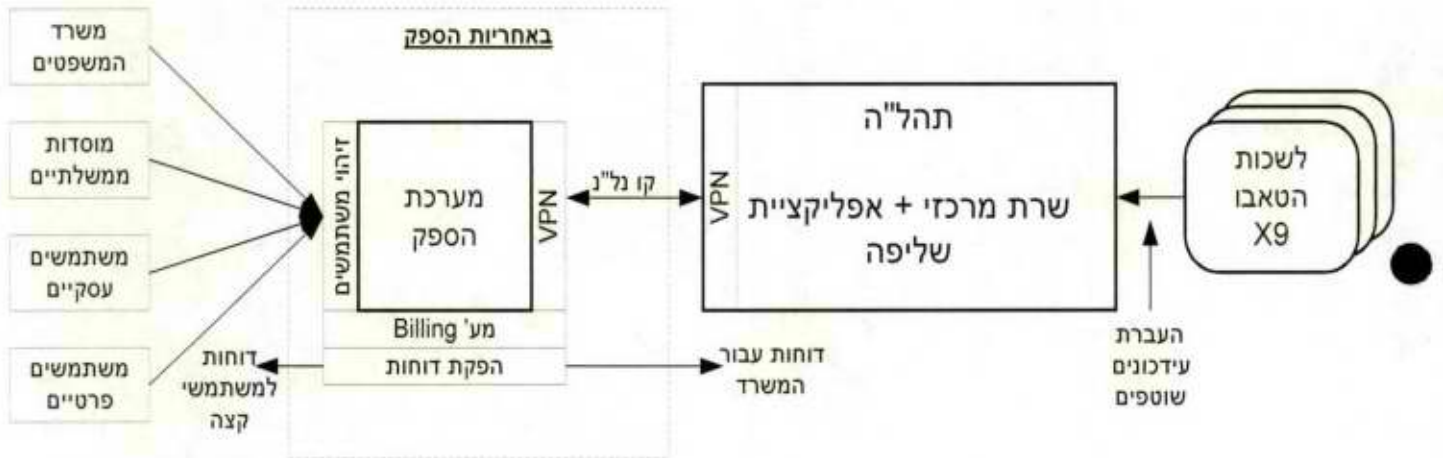 באחריות הספק
משרד
המשפטים
מוסדות
ממשלתיים
משתמשים
עסקיים
משתמשים
פרטיים
זיהוי משתמשים
מערכת
הספק
VPN
מע' Billing
הפקת דוחות
דוחות
למשתמשי
קצה
דוחות עבור
המשרד
קו נל"נ
VPN
תהל"ה
שרת מרכזי + אפליקציית
שליפה
לשכות
הטאבו
X9
העברת
עידכונים
שוטפים